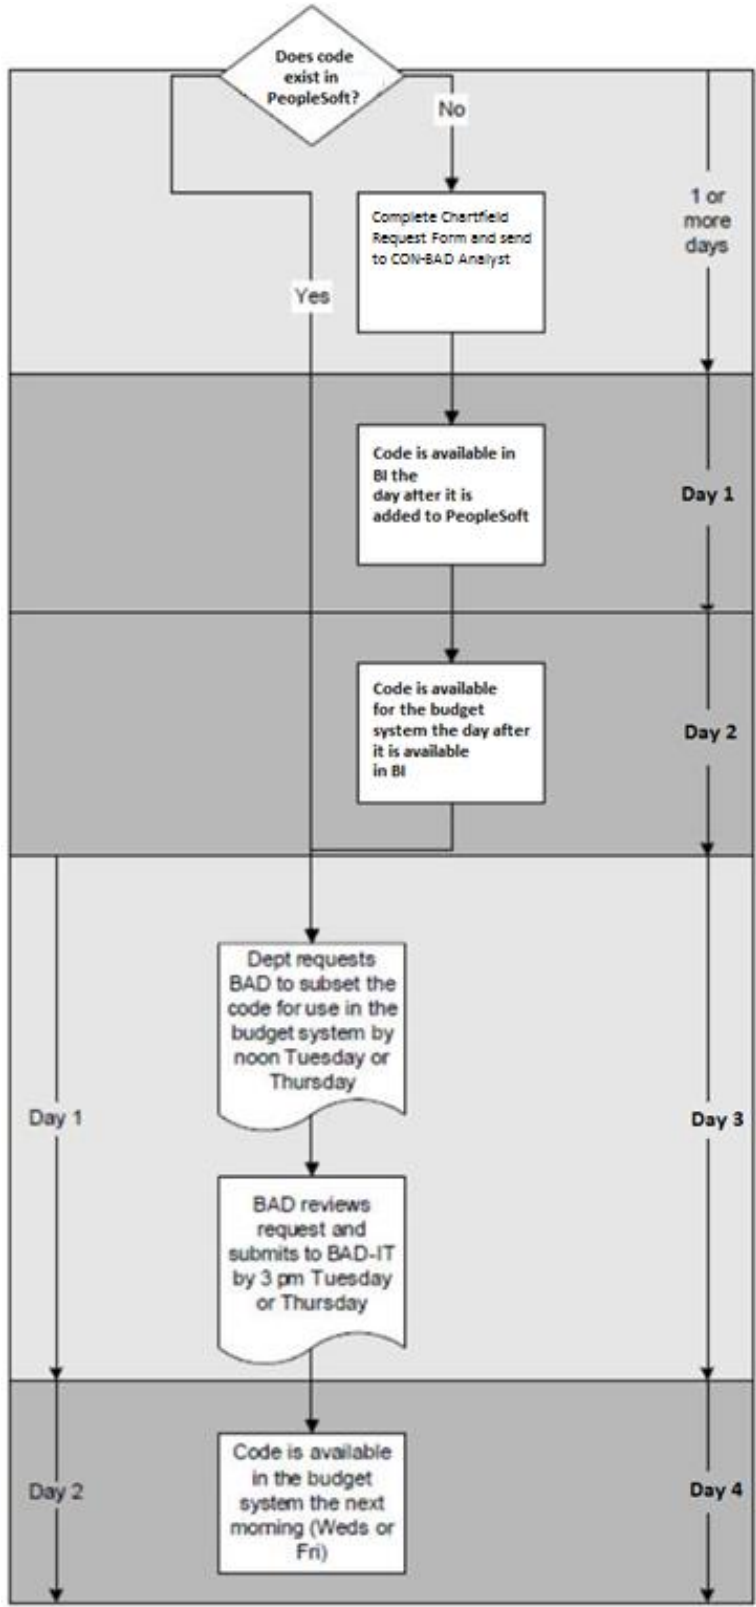 Does code
exist in
PeopleSoft?
No
1 or
more
days
Complete Chartfield
Request Form and send
to CON-BAD Analyst
Yes
Code is available in
BI the
day after it is
added to PeopleSoft
Day 1
Code is available
for the budget
system the day after
it is available
in BI
Day 2
Dept requests
BAD to subset the
code for use in the
budget system by
noon Tuesday or
Thursday
Day 1
Day 3
BAD reviews
request and
submits to BAD-IT
by 3 pm Tuesday
or Thursday
Code is available
in the budget
system the next
morning (Weds or
Fri)
Day 2
Day 4